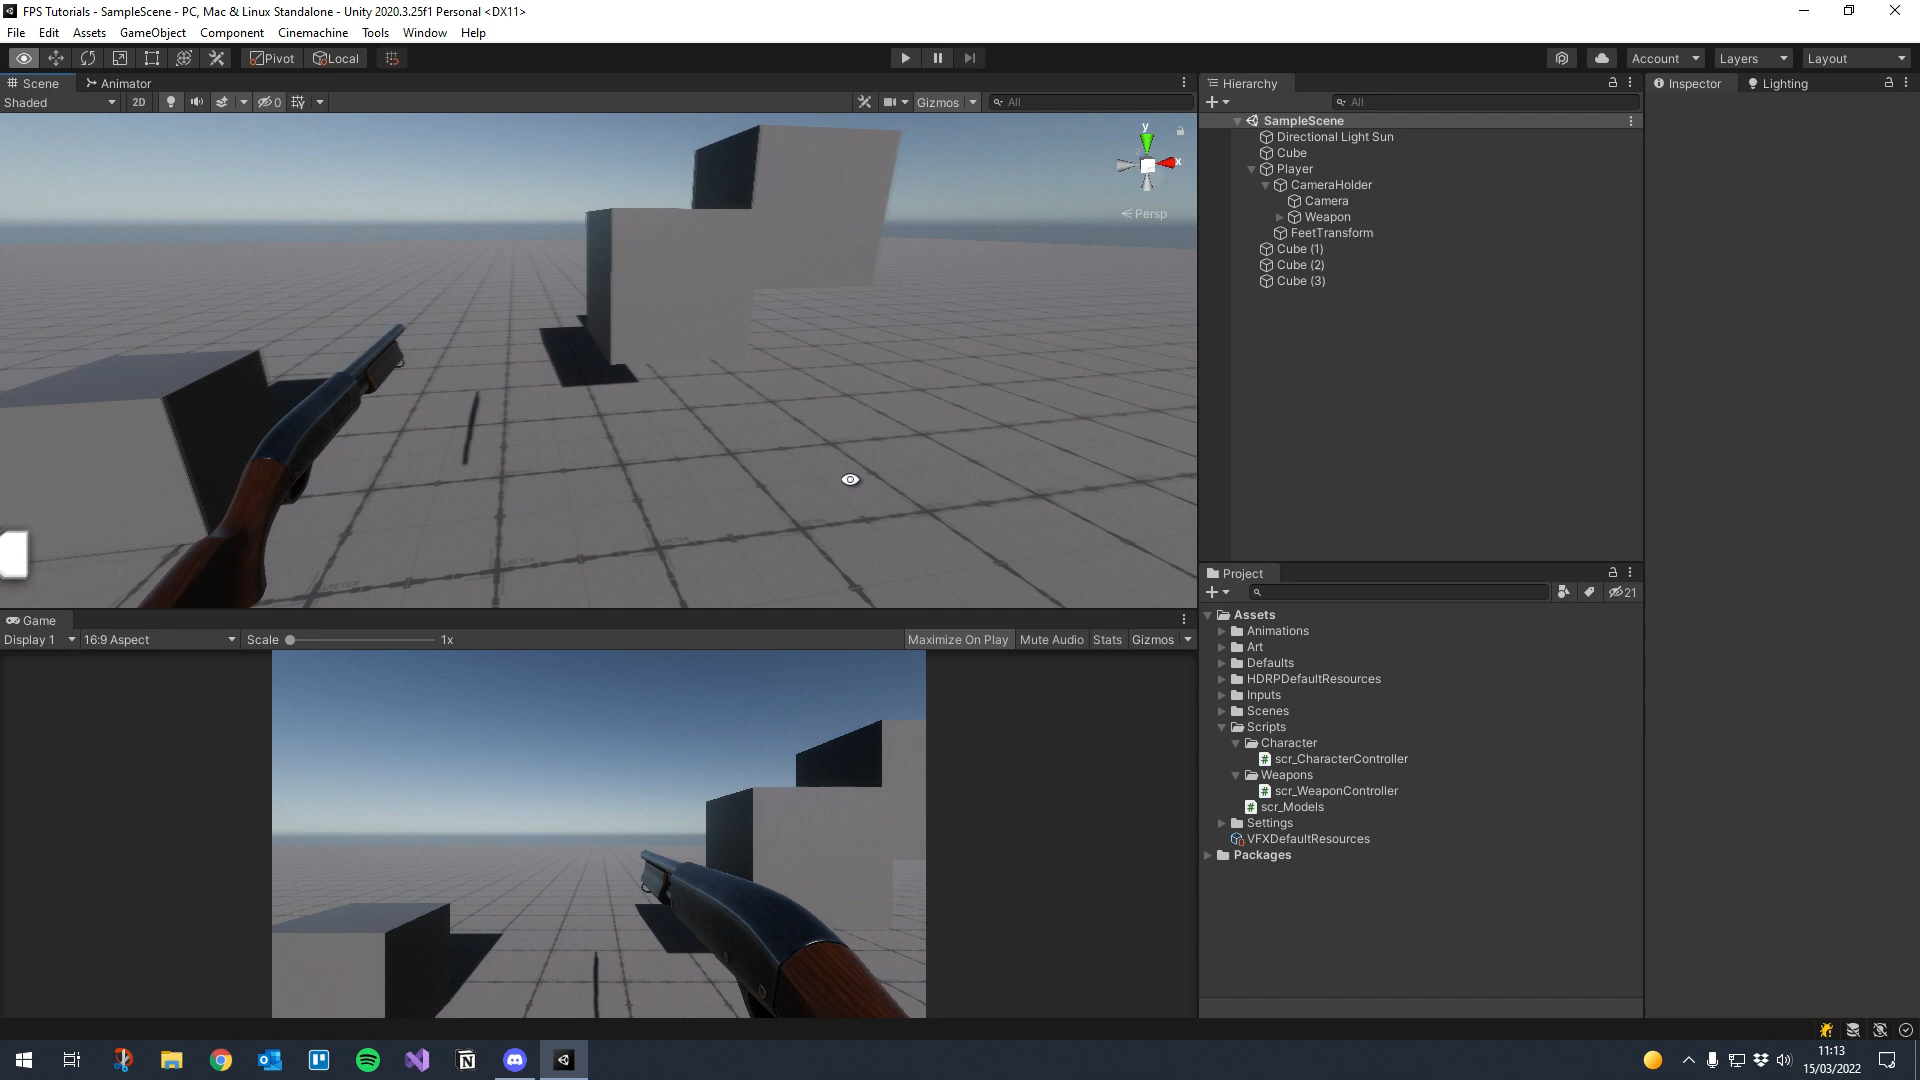 FPS Tutorials - SampleScene - PC, Mac & Linux Standalone - Unity 2020.3.25f1 Personal <DX11>
File Edit Assets GameObject Component Cinemachine Tools Window Help
Pivot Local Account Layers Layout
Scene Animator
Shaded 2D 0 Gizmos All
y
x
Persp
Hierarchy
All
SampleScene
Directional Light Sun
Cube
Player
CameraHolder
Camera
Weapon
FeetTransform
Cube (1)
Cube (2)
Cube (3)
Inspector Lighting
Game
Display 1 16:9 Aspect Scale 1x Maximize On Play Mute Audio Stats Gizmos
Project
21
Assets
Animations
Art
Defaults
HDRPDefaultResources
Inputs
Scenes
Scripts
Character
scr_CharacterController
Weapons
scr_WeaponController
scr_Models
Settings
VFXDefaultResources
Packages
11:13
15/03/2022